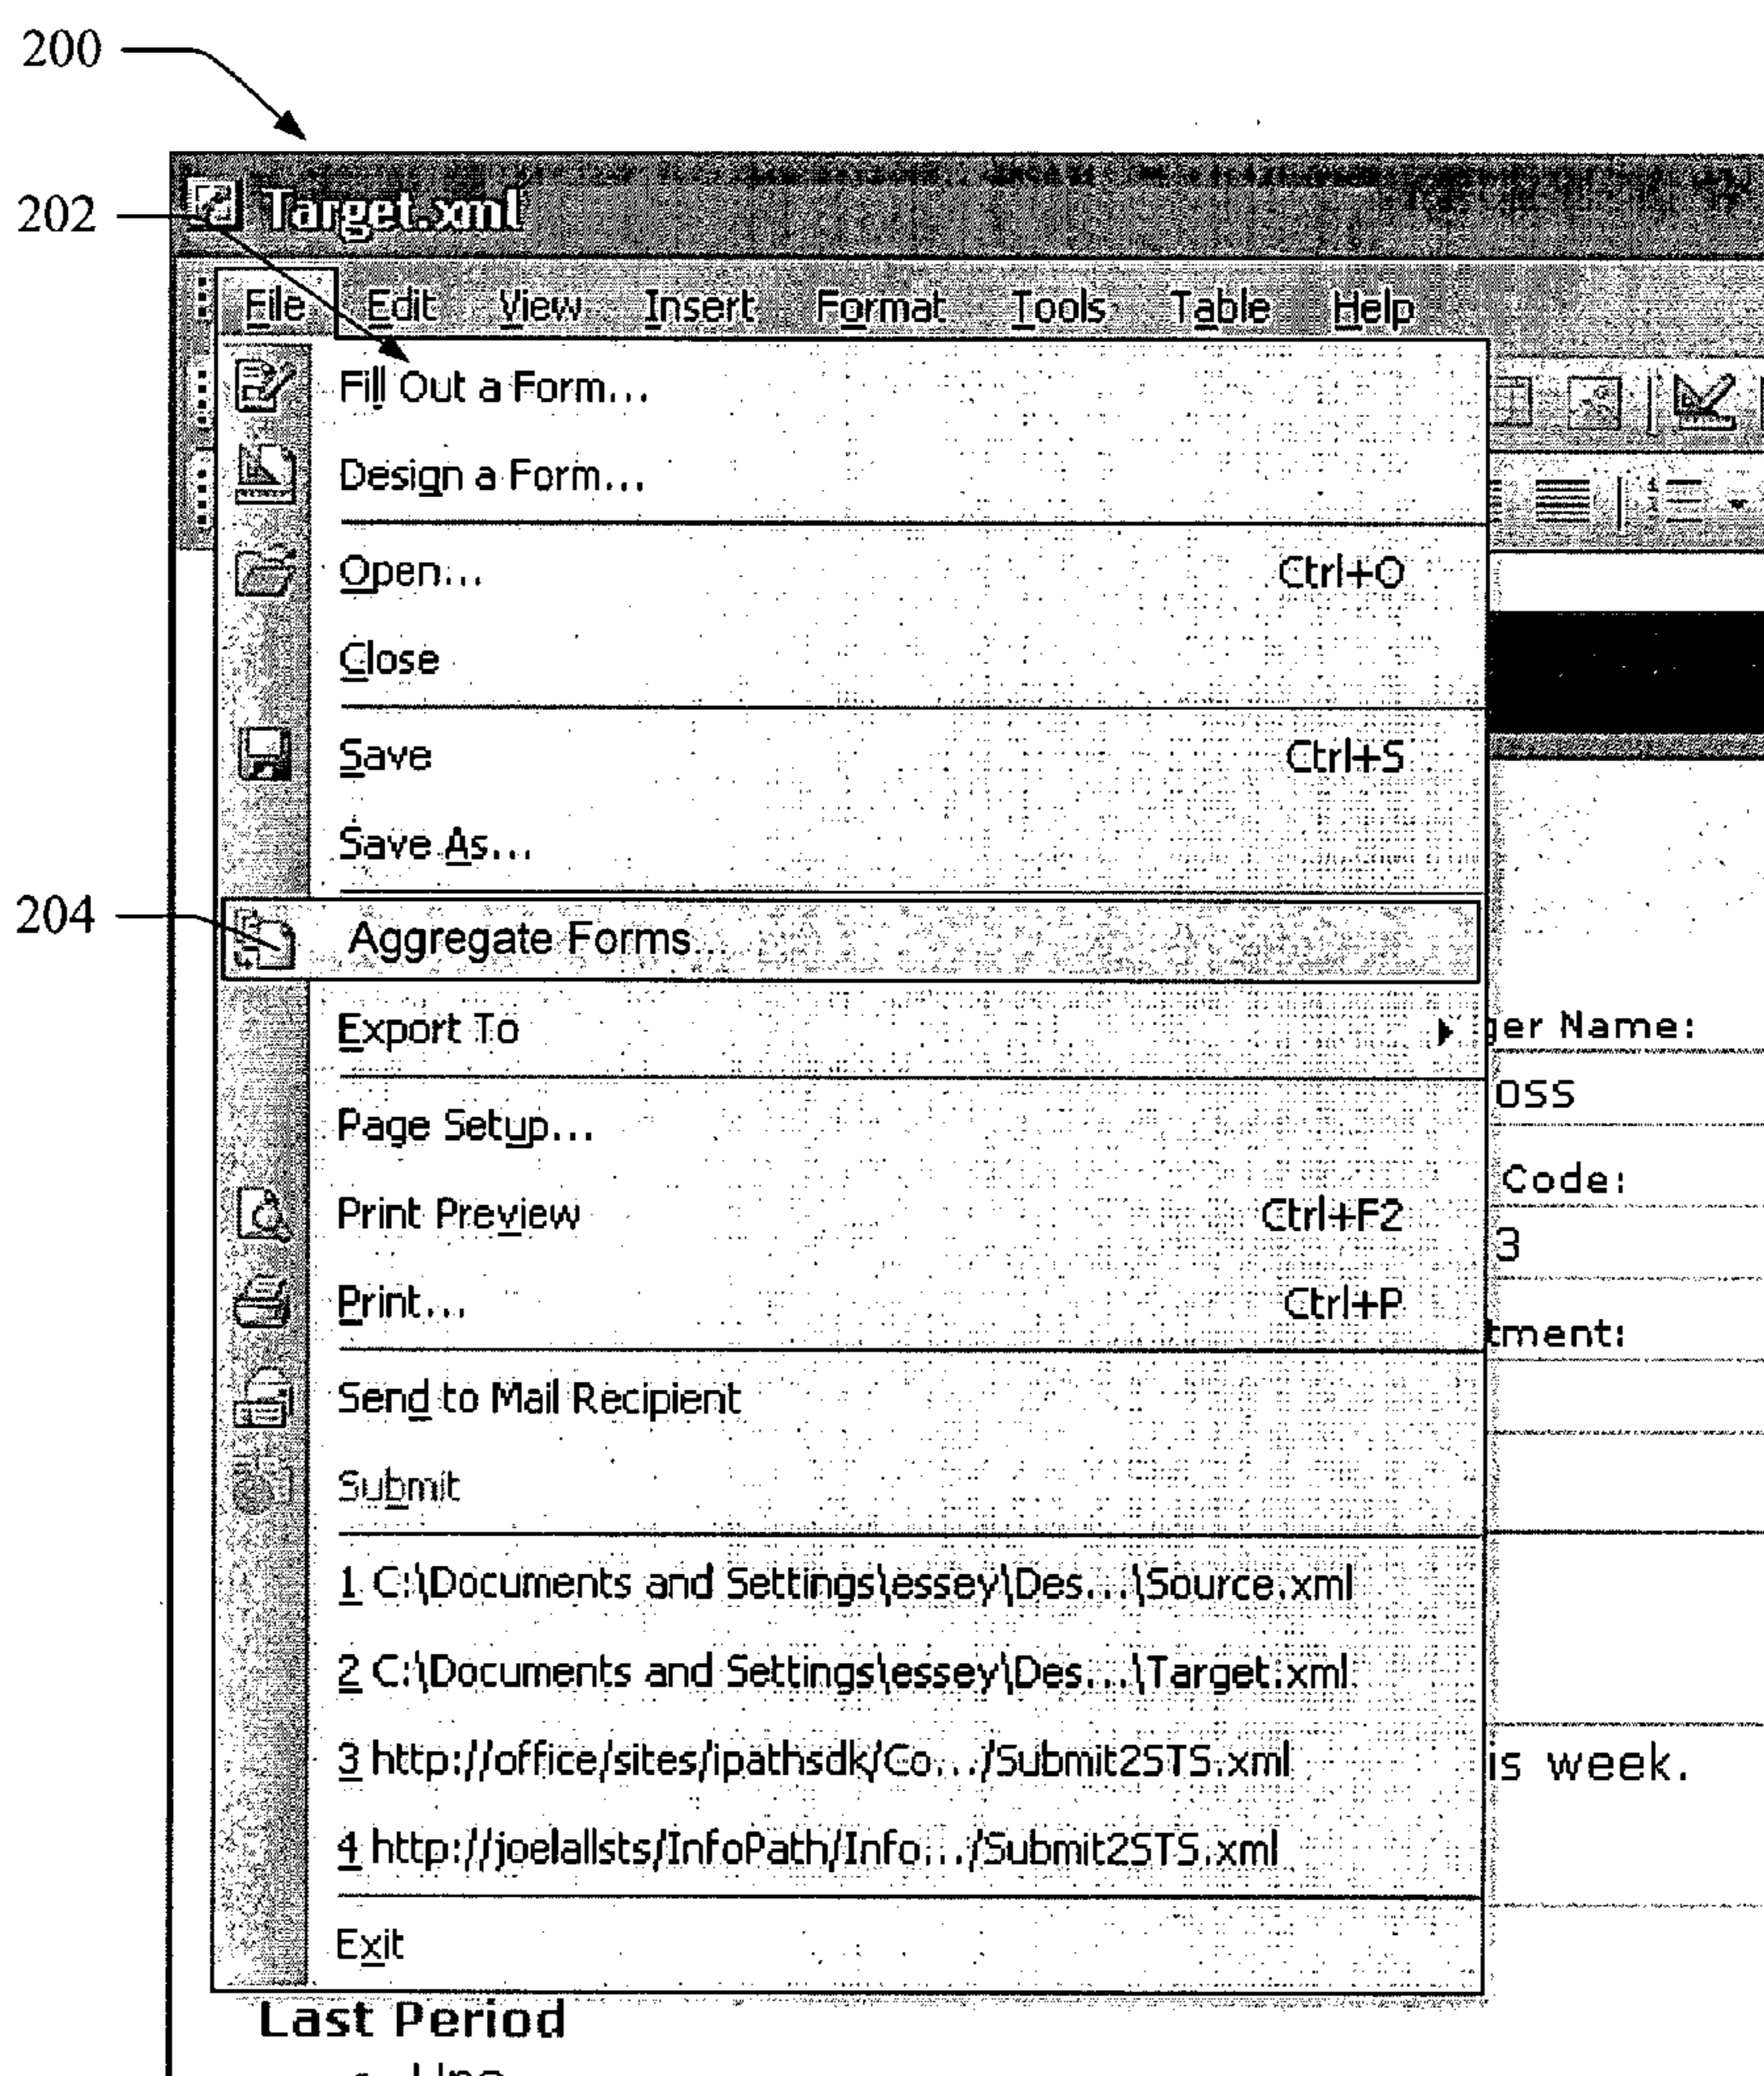 200
202
Target.xml
File Edit View Insert Format Tools Table Help
Fill Out a Form...
Design a Form...
Open... Ctrl+O
Close
Save Ctrl+S
Save As...
204
Aggregate Forms...
Export To
ger Name:
Page Setup...
OSS
Code:
Print Preview Ctrl+F2
3
Print... Ctrl+P
tment:
Send to Mail Recipient
Submit
1 C:\Documents and Settings\essey\Des...\Source.xml
2 C:\Documents and Settings\essey\Des...\Target.xml
3 http://office/sites/ipathsdk/Co.../Submit2STS.xml
is week.
4 http://joelallsts/InfoPath/Info.../Submit2STS.xml
Exit
Last Period